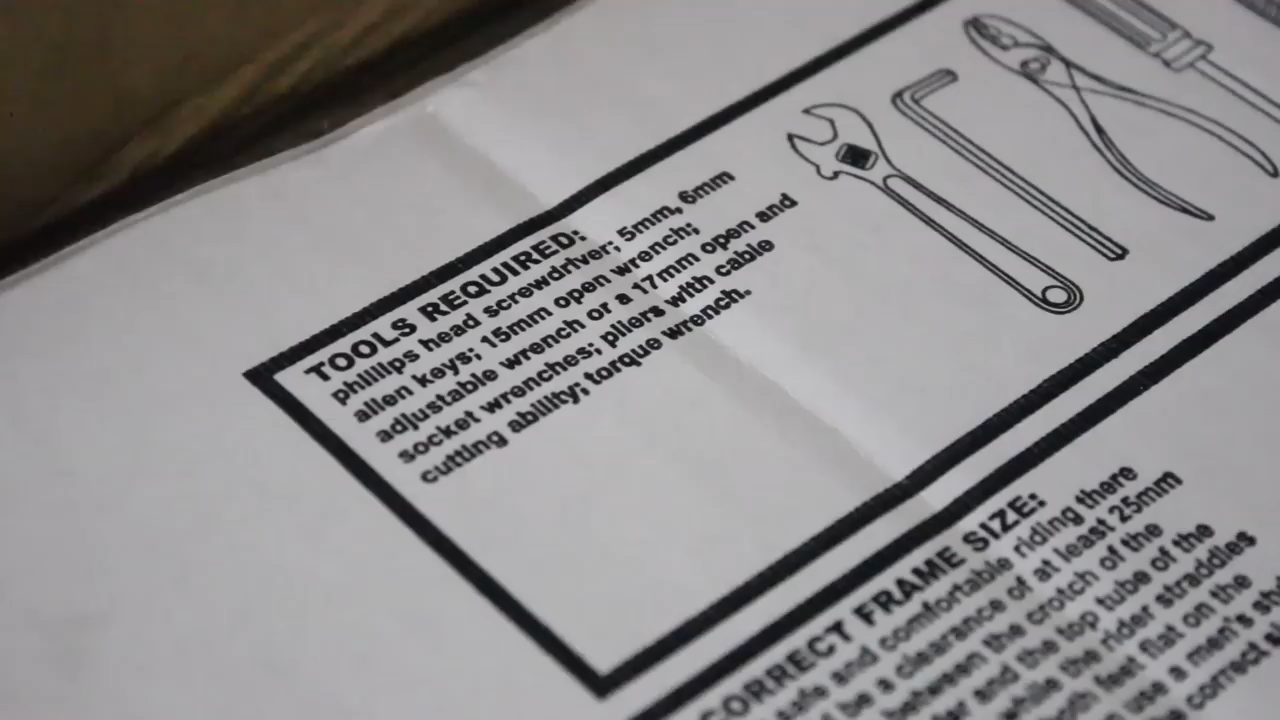 TOOLS REQUIRED:
phillips head screwdriver; 5mm, 6mm
allen keys; 15mm open wrench;
adjustable wrench or a 17mm open and
socket wrenches; pliers with cable
cutting ability; torque wrench.
CORRECT FRAME SIZE:
safe and comfortable riding there
be a clearance of at least 25mm
between the crotch of the
and the top tube of the
while the rider straddles
feet flat on the
use a men's
correct